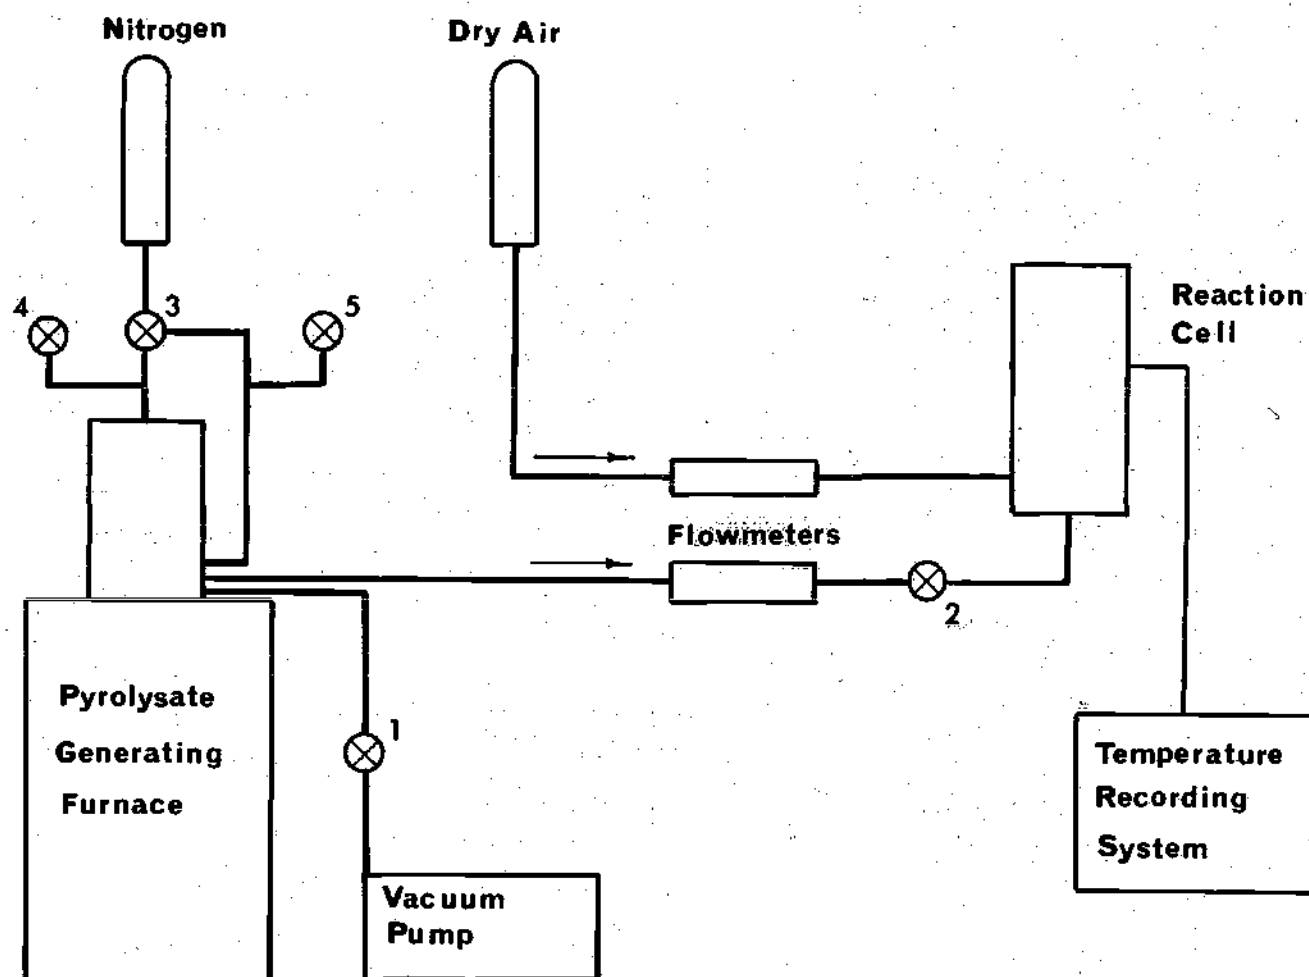 Nitrogen
Dry Air
4
3
5
Reaction
Cell
Flowmeters
2
Pyrolysate
Generating
Furnace
1
Temperature
Recording
System
Vacuum
Pump